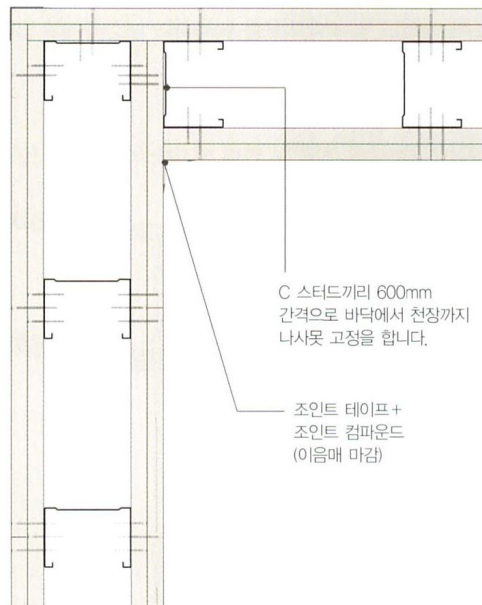 C 스터드끼리 600mm
간격으로 바닥에서 천장까지
나사못 고정을 합니다.
조인트 테이프+
조인트 컴파운드
(이음매 마감)